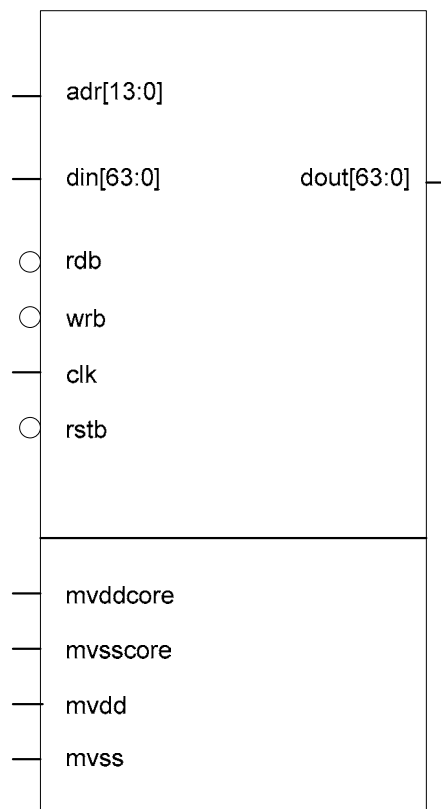 adr[13:0]
din[63:0] dout[63:0]
rdb
wrb
clk
rstb
mvddcore
mvsscore
mvdd
mvss